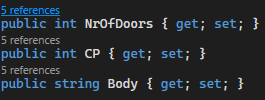 5 references
public int NrOfDoors { get; set; }
5 references
public int CP { get; set; }
5 references
public string Body { get; set; }